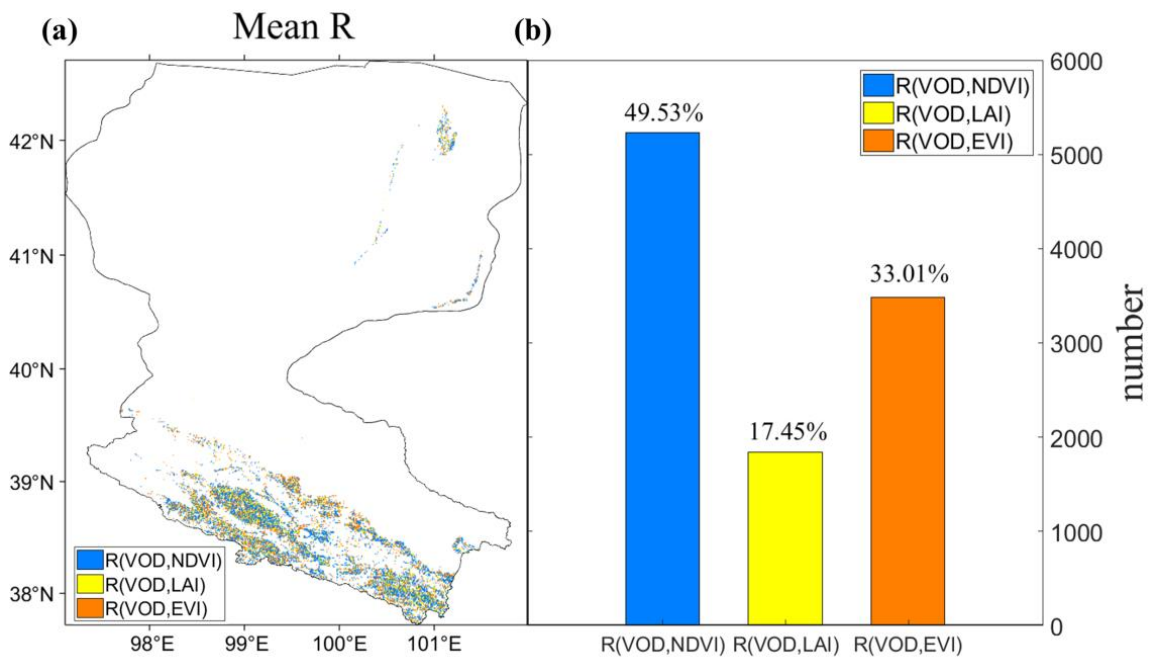 (a)
Mean R
42°N
41°N
40°N
39°N
38°N
98°E
99°E
100°E
101°E
R(VOD,NDVI)
R(VOD,LAI)
R(VOD,EVI)
(b)
R(VOD,NDVI)
R(VOD,LAI)
R(VOD,EVI)
49.53%
17.45%
33.01%
6000
5000
4000
3000
2000
1000
0
number
R(VOD,NDVI)
R(VOD,LAI)
R(VOD,EVI)